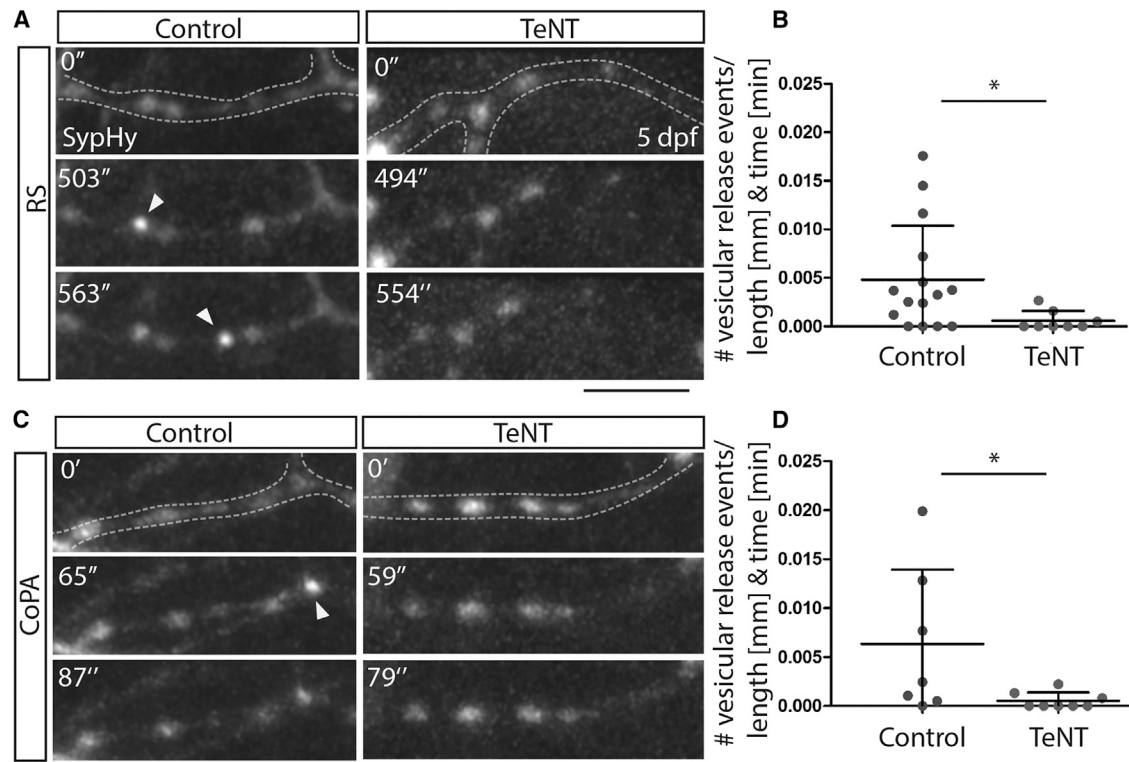 A
Control
TeNT
RS
0″
SypHy
503″
563″
0″
5 dpf
494″
554‘‘
B
# vesicular release events/
length [mm] & time [min]
0.025
0.020
0.015
0.010
0.005
0.000
*
Control
TeNT
C
Control
TeNT
CoPA
0′
65″
87‘‘
0′
59″
79‘‘
D
# vesicular release events/
length [mm] & time [min]
0.025
0.020
0.015
0.010
0.005
0.000
*
Control
TeNT